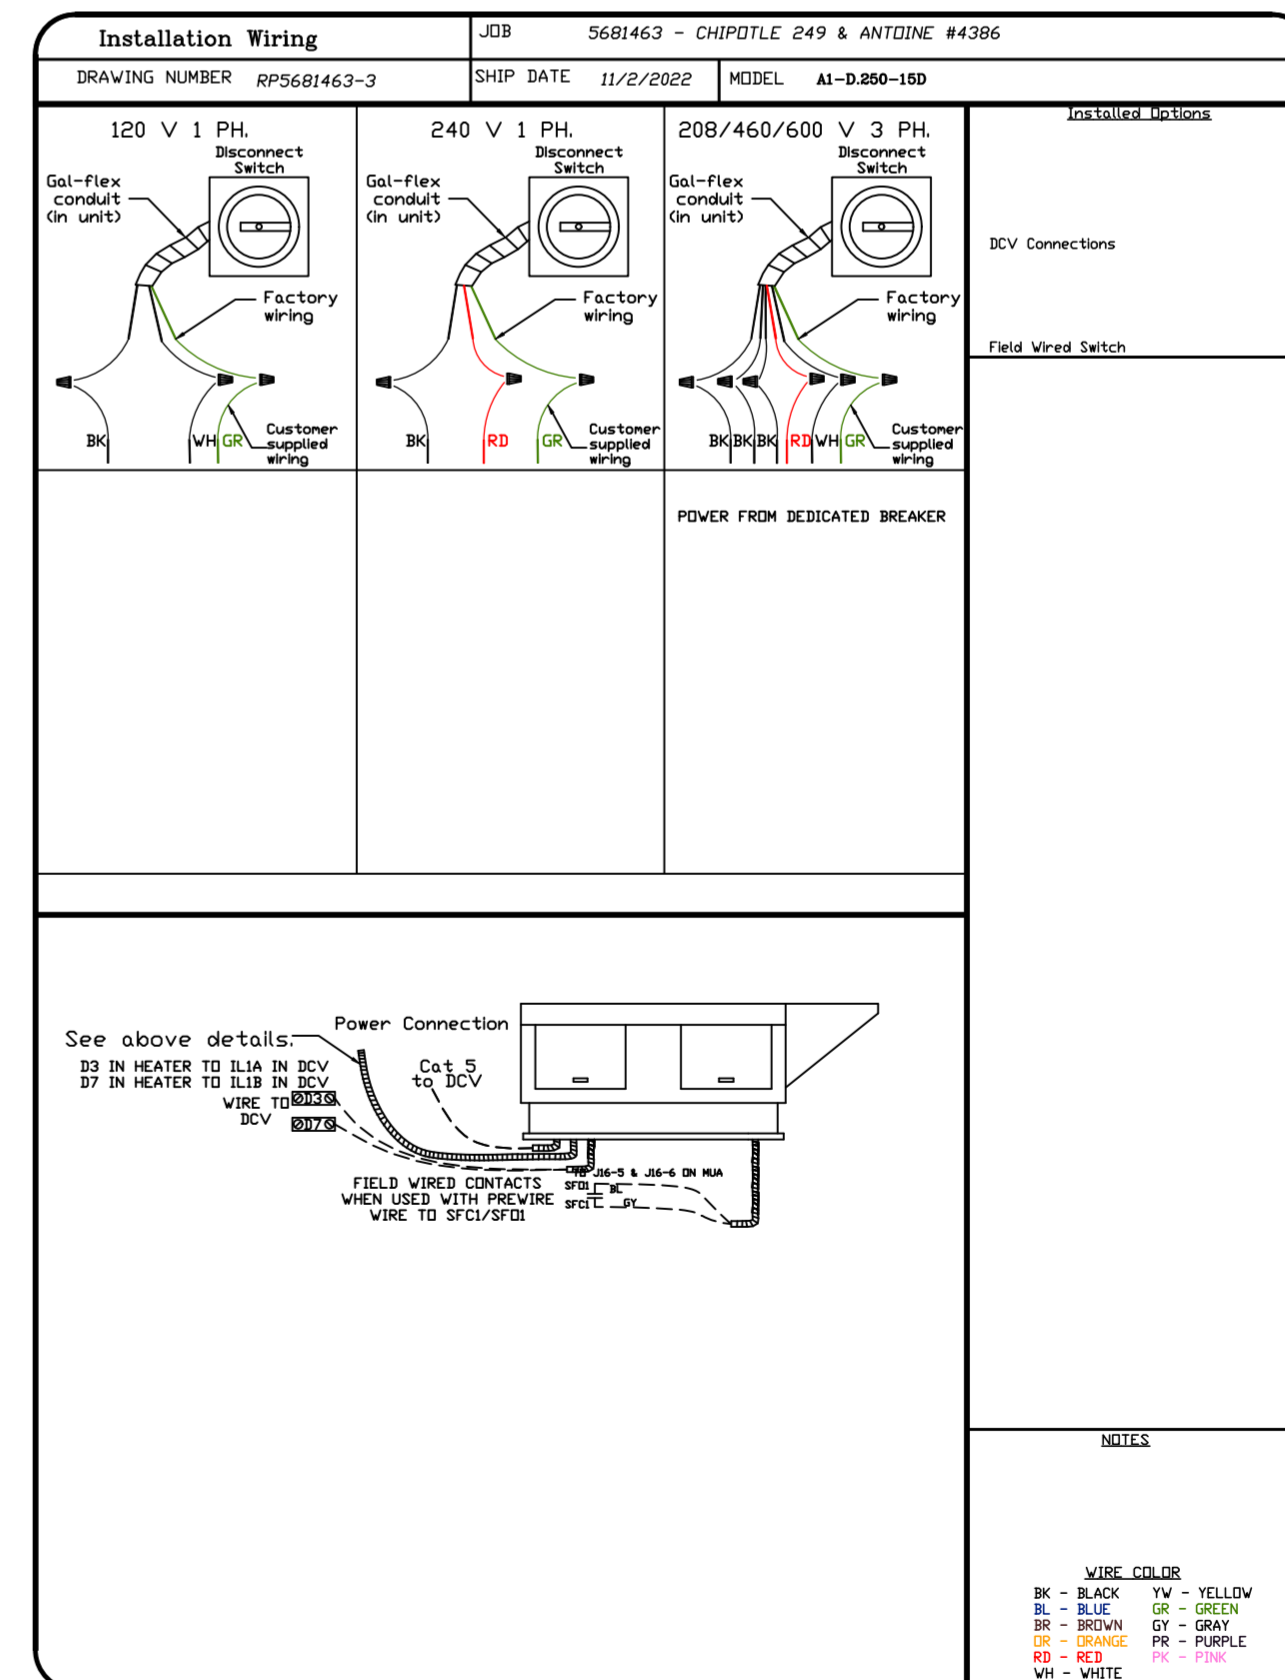 Installation Wiring
JOB 5681463 - CHIPOTLE 249 & ANTOINE #4386
DRAWING NUMBER RP5681463-3
SHIP DATE 11/2/2022
MODEL A1-D.250-15D
120 V 1 PH.
Disconnect
Switch
Gal-flex
conduit
(in unit)
Factory
wiring
BK
WH
GR
Customer
supplied
wiring
240 V 1 PH.
Disconnect
Switch
Gal-flex
conduit
(in unit)
Factory
wiring
BK
RD
GR
Customer
supplied
wiring
208/460/600 V 3 PH.
Disconnect
Switch
Gal-flex
conduit
(in unit)
Factory
wiring
BK
BK
BK
RD
WH
GR
Customer
supplied
wiring
Installed Options
DCV Connections
Field Wired Switch
POWER FROM DEDICATED BREAKER
See above details.
Power Connection
D3 IN HEATER TO IL1A IN DCV
D7 IN HEATER TO IL1B IN DCV
WIRE TO
DCV
D3
D7
Cat 5
to DCV
TO J16-5 & J16-6 ON MUA
FIELD WIRED CONTACTS
WHEN USED WITH PREWIRE
WIRE TO SFC1/SFO1
SFO1
BL
SFC1
GY
NOTES
WIRE COLOR
BK - BLACK YW - YELLOW
BL - BLUE GR - GREEN
BR - BROWN GY - GRAY
OR - ORANGE PR - PURPLE
RD - RED PK - PINK
WH - WHITE